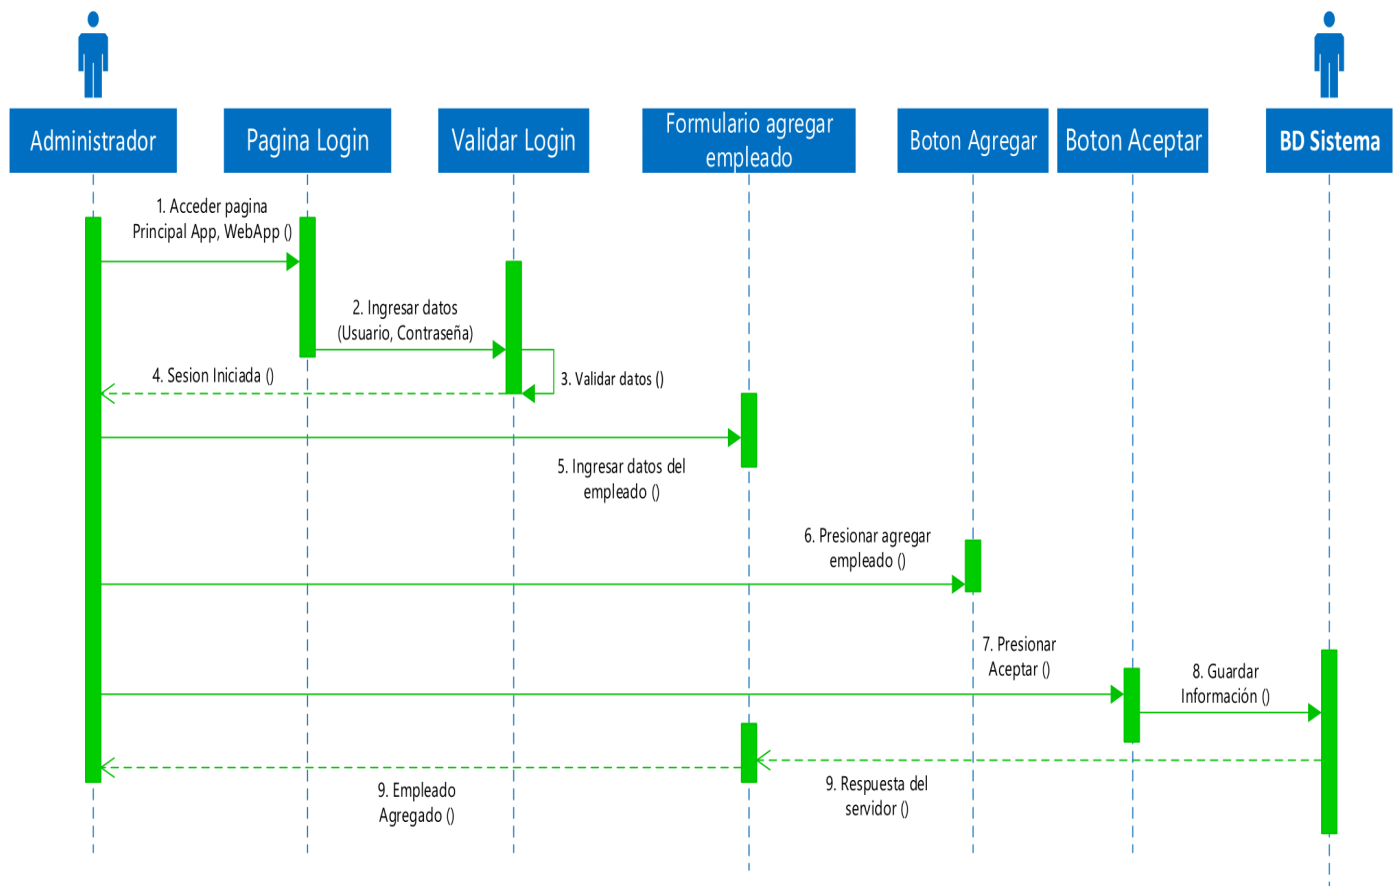 Administrador
Pagina Login
Validar Login
Formulario agregar
empleado
Boton Agregar
Boton Aceptar
BD Sistema
1. Acceder pagina
Principal App, WebApp ()
2. Ingresar datos
(Usuario, Contraseña)
3. Validar datos ()
4. Sesion Iniciada ()
5. Ingresar datos del
empleado ()
6. Presionar agregar
empleado ()
7. Presionar
Aceptar ()
8. Guardar
Información ()
9. Respuesta del
servidor ()
9. Empleado
Agregado ()